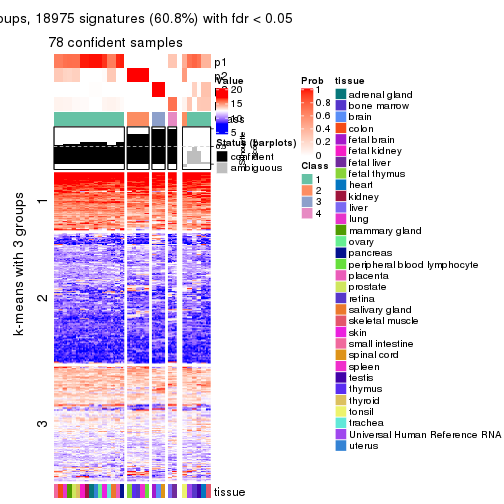 oups, 18975 signatures (60.8%) with fdr < 0.05
78 confident samples
p1
p2
Value
20
15
10
5
Status (barplots)
confident
ambiguous
Prob
1
0.8
0.6
0.4
0.2
0
Class
1
2
3
4
tissue
adrenal gland
bone marrow
brain
colon
fetal brain
fetal kidney
fetal liver
fetal thymus
heart
kidney
liver
lung
mammary gland
ovary
pancreas
peripheral blood lymphocyte
placenta
prostate
retina
salivary gland
skeletal muscle
skin
small intestine
spinal cord
spleen
testis
thymus
thyroid
tonsil
trachea
Universal Human Reference RNA
uterus
k-means with 3 groups
1
2
3
tissue